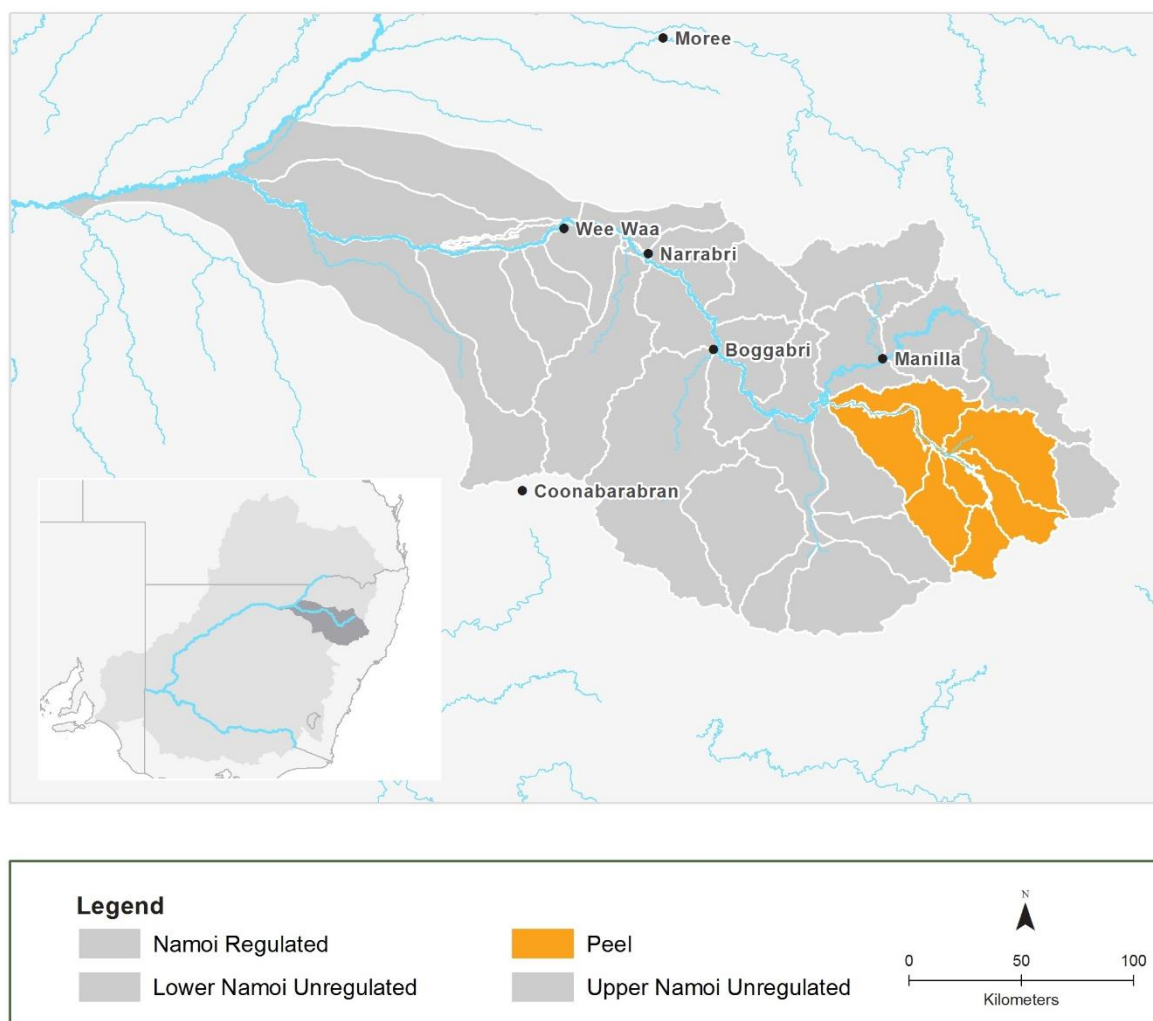 Moree
Wee Waa
Narrabri
Boggabri
Manilla
Coonabarabran
Legend
Namoi Regulated
Lower Namoi Unregulated
Peel
Upper Namoi Unregulated
N
0 50 100
Kilometers